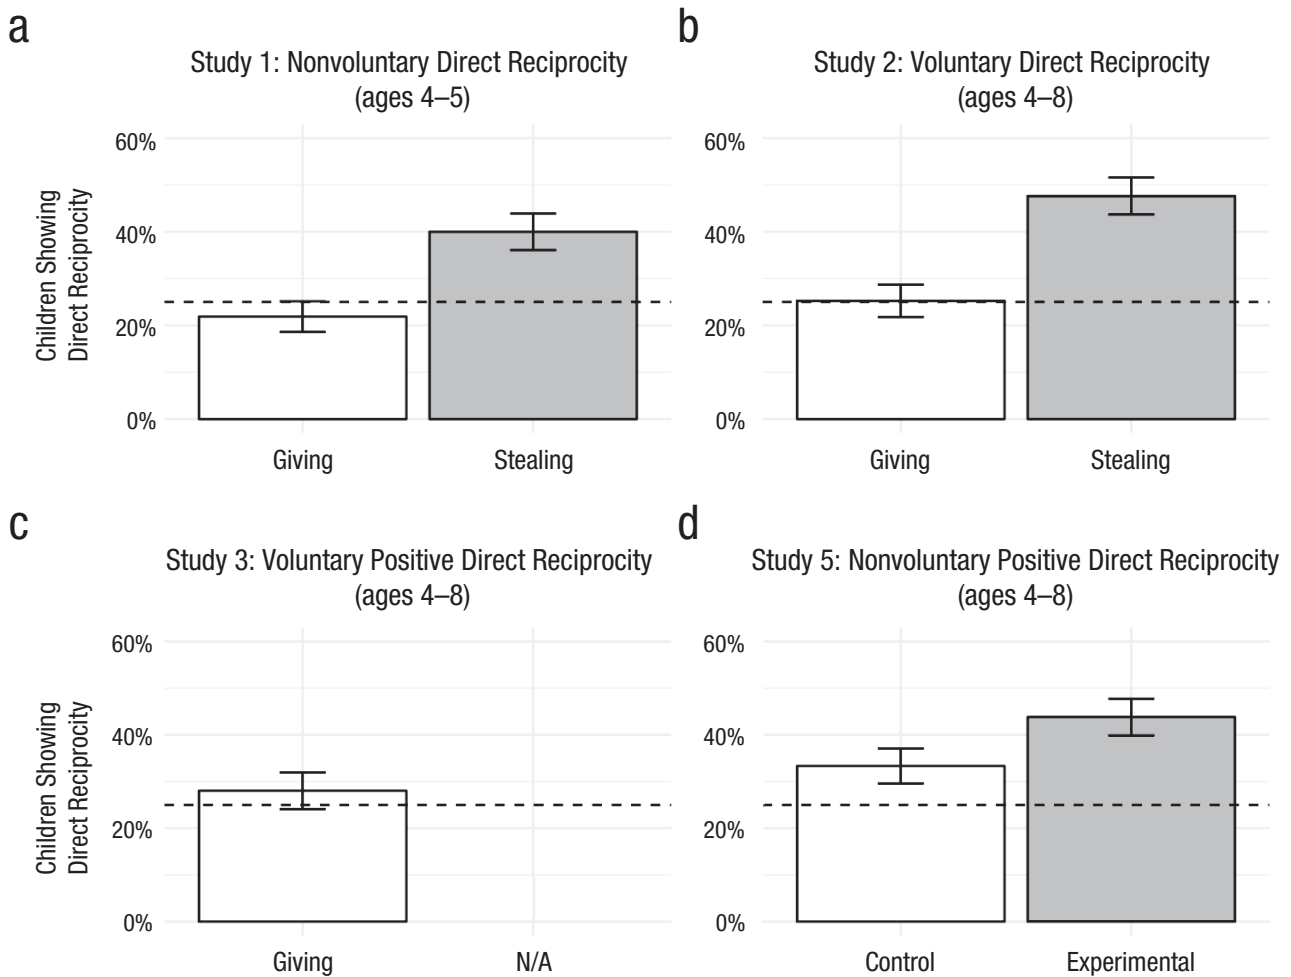 a
Study 1: Nonvoluntary Direct Reciprocity
(ages 4–5)
60%
40%
20%
0%
Children Showing
Direct Reciprocity
Giving
Stealing
b
Study 2: Voluntary Direct Reciprocity
(ages 4–8)
60%
40%
20%
0%
Giving
Stealing
c
Study 3: Voluntary Positive Direct Reciprocity
(ages 4–8)
60%
40%
20%
0%
Children Showing
Direct Reciprocity
Giving
N/A
d
Study 5: Nonvoluntary Positive Direct Reciprocity
(ages 4–8)
60%
40%
20%
0%
Control
Experimental